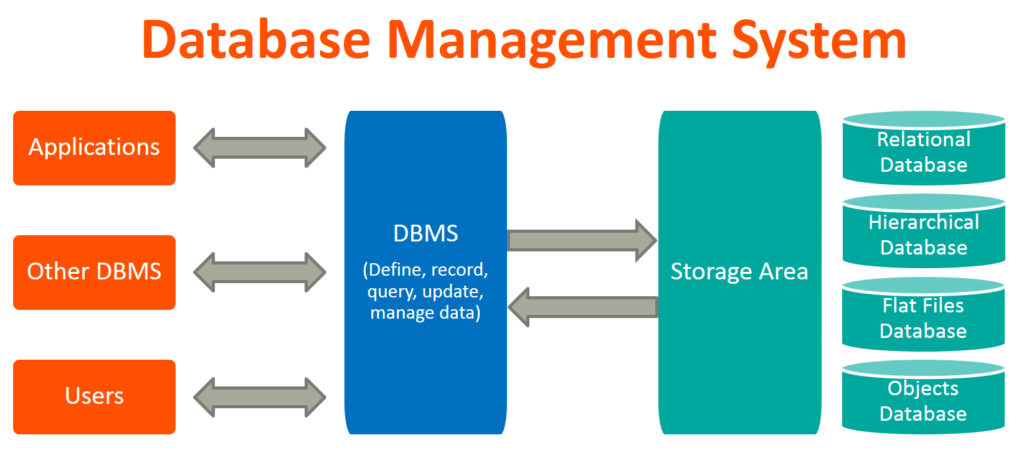 Database Management System
Applications
Other DBMS
Users
DBMS
(Define, record,
query, update,
manage data)
Storage Area
Relational
Database
Hierarchical
Database
Flat Files
Database
Objects
Database